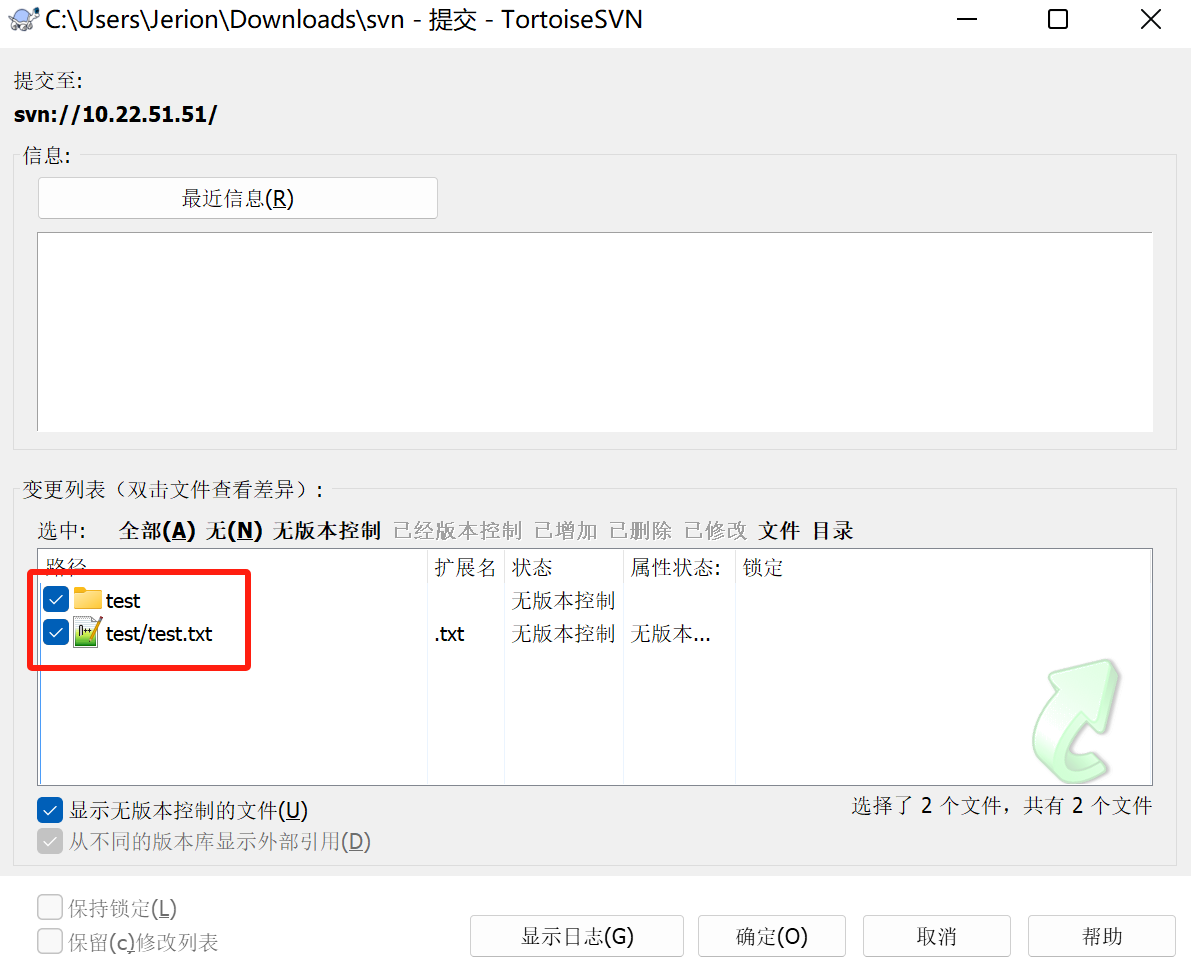 C:\Users\Jerion\Downloads\svn - 提交 - TortoiseSVN
提交至:
svn://10.22.51.51/
信息:
最近信息(R)
变更列表（双击文件查看差异）:
选中: 全部(A) 无(N) 无版本控制 已经版本控制 已增加 已删除 已修改 文件 目录
路径 扩展名 状态 属性状态: 锁定
test 无版本控制
test/test.txt .txt 无版本控制 无版本...
显示无版本控制的文件(U)
选择了 2 个文件，共有 2 个文件
从不同的版本库显示外部引用(D)
保持锁定(L)
保留(c)修改列表
显示日志(G) 确定(O) 取消 帮助